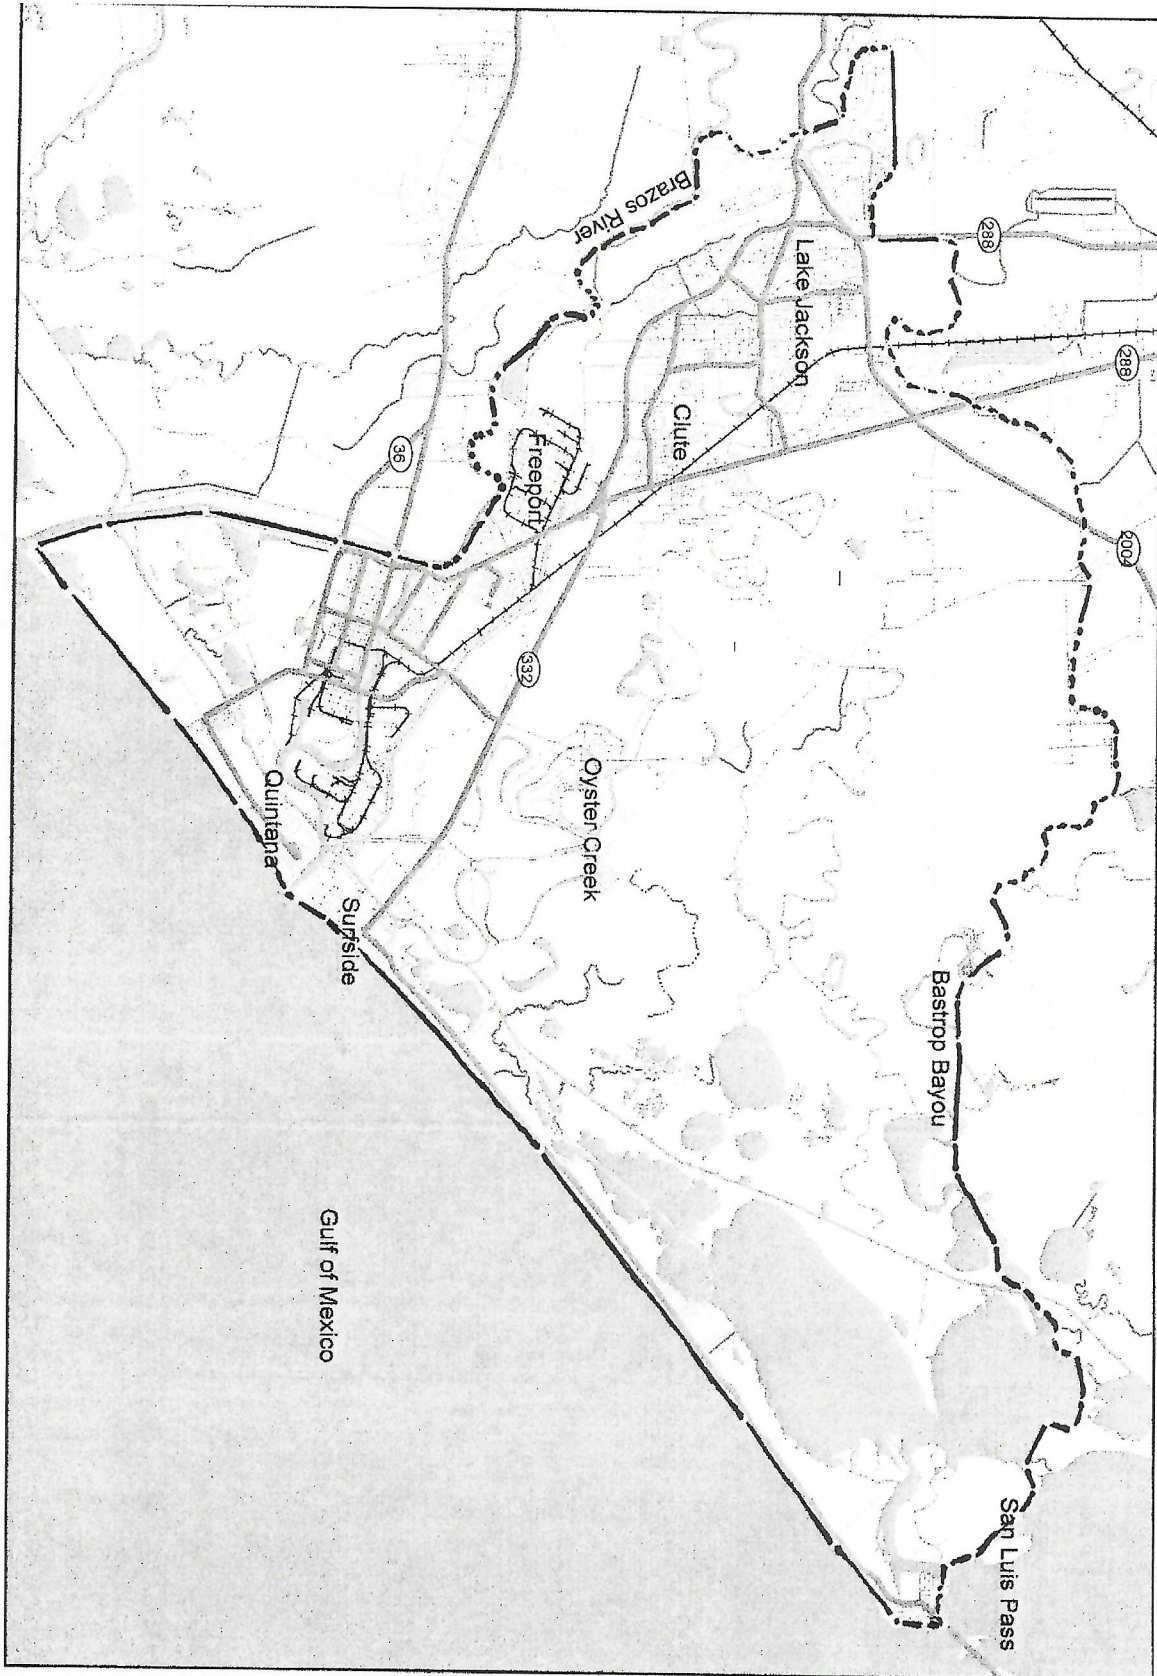 San Luis Pass
Bastrop Bayou
2004
288
288
Lake Jackson
Clute
Oyster Creek
332
Freeport
Brazos River
36
Surfside
Quintana
Gulf of Mexico